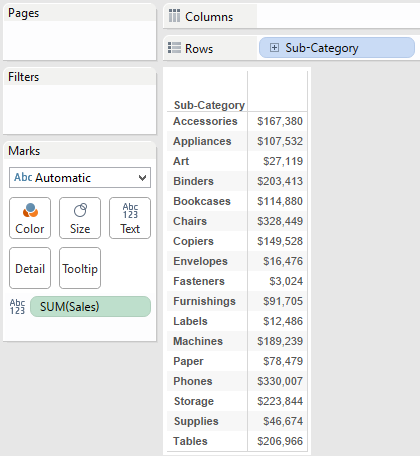 Pages
Columns
Rows
Sub-Category
Filters
Marks
Abc Automatic
Color
Size
Abc
123
Text
Detail
Tooltip
Abc
123
SUM(Sales)
Sub-Category
Accessories $167,380
Appliances $107,532
Art $27,119
Binders $203,413
Bookcases $114,880
Chairs $328,449
Copiers $149,528
Envelopes $16,476
Fasteners $3,024
Furnishings $91,705
Labels $12,486
Machines $189,239
Paper $78,479
Phones $330,007
Storage $223,844
Supplies $46,674
Tables $206,966